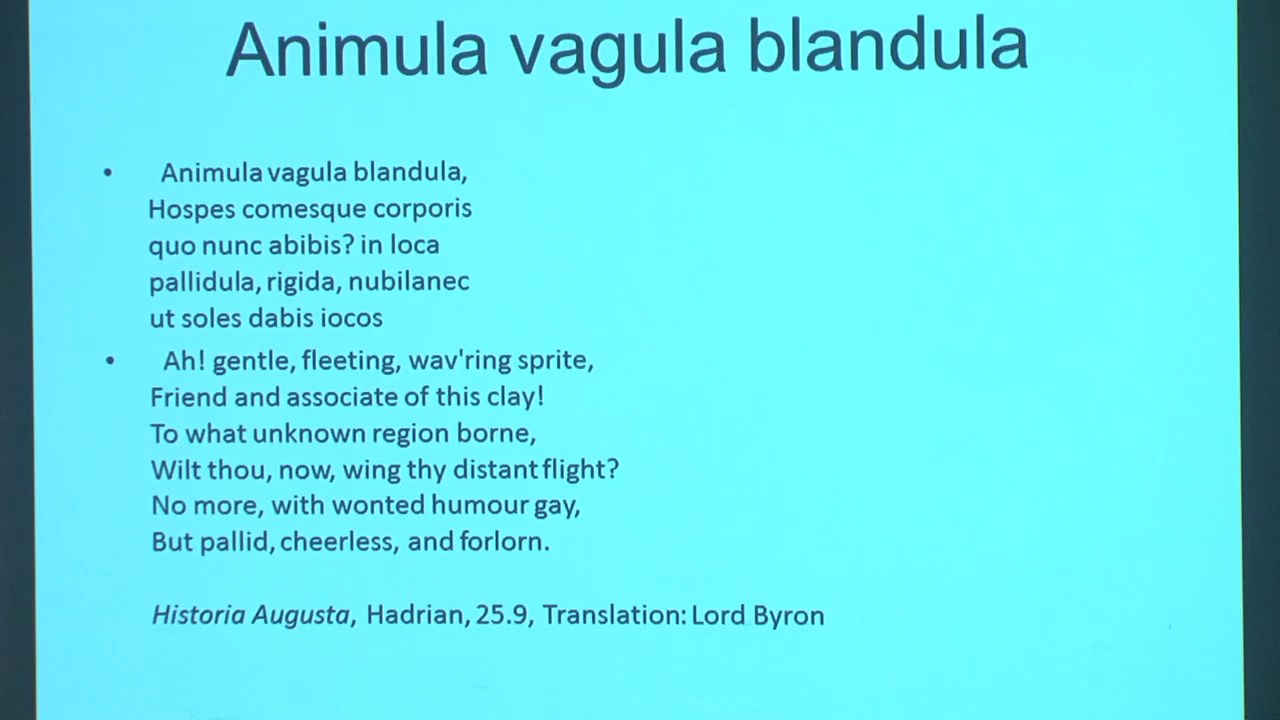 Animula vagula blandula
• Animula vagula blandula,
Hospes comesque corporis
quo nunc abibis? in loca
pallidula, rigida, nubilanec
ut soles dabis iocos
• Ah! gentle, fleeting, wav'ring sprite,
Friend and associate of this clay!
To what unknown region borne,
Wilt thou, now, wing thy distant flight?
No more, with wonted humour gay,
But pallid, cheerless, and forlorn.
Historia Augusta, Hadrian, 25.9, Translation: Lord Byron